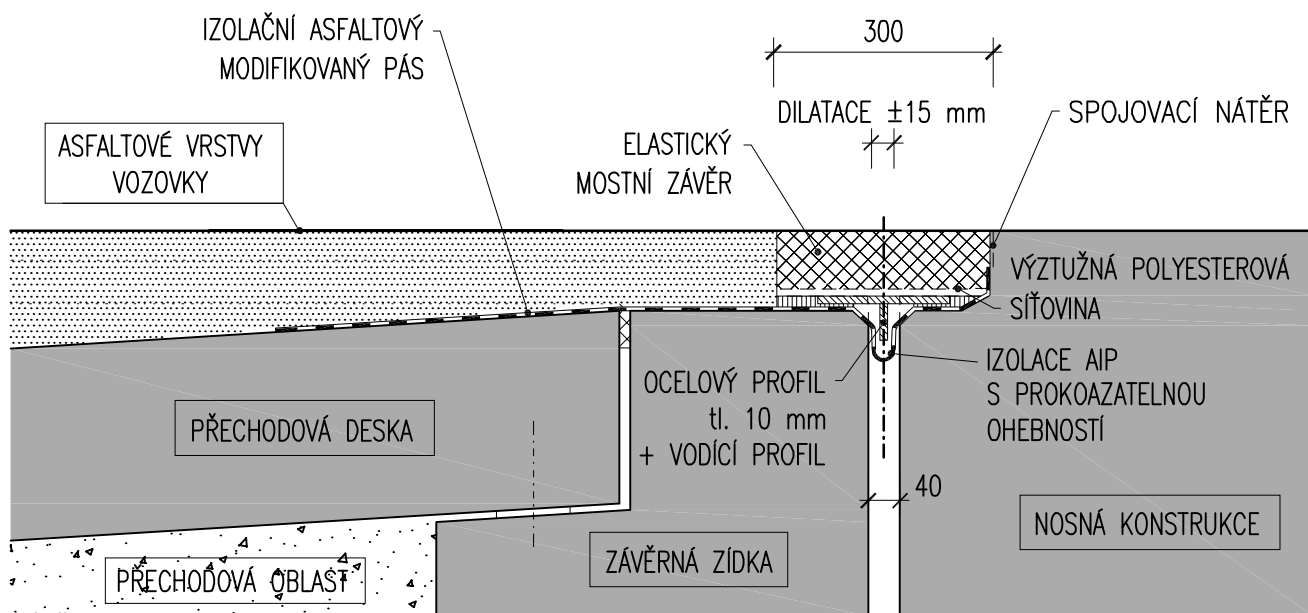 IZOLAČNÍ ASFALTOVÝ
MODIFIKOVANÝ PÁS
300
DILATACE ±15 mm
SPOJOVACÍ NÁTĚR
ASFALTOVÉ VRSTVY
VOZOVKY
ELASTICKÝ
MOSTNÍ ZÁVĚR
VÝZTUŽNÁ POLYESTEROVÁ
SÍŤOVINA
IZOLACE AIP
S PROKOAZATELNOU
OHEBNOSTÍ
OCELOVÝ PROFIL
tl. 10 mm
+ VODÍCÍ PROFIL
PŘECHODOVÁ DESKA
40
NOSNÁ KONSTRUKCE
ZÁVĚRNÁ ZÍDKA
PŘECHODOVÁ OBLAST